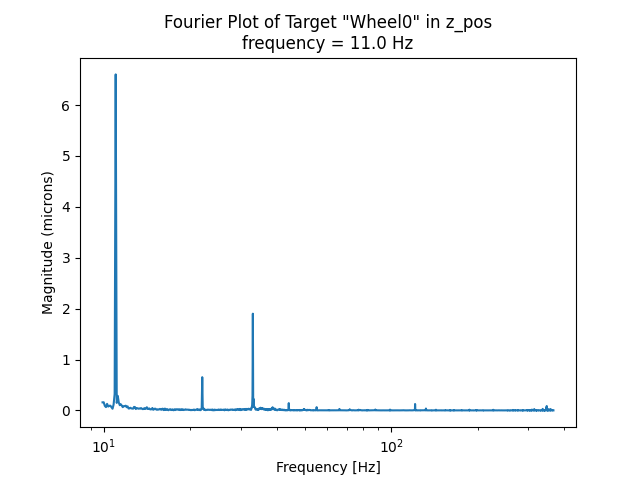 Fourier Plot of Target "Wheel0" in z_pos
frequency = 11.0 Hz
Magnitude (microns)
6
5
4
3
2
1
0
10¹
10²
Frequency [Hz]